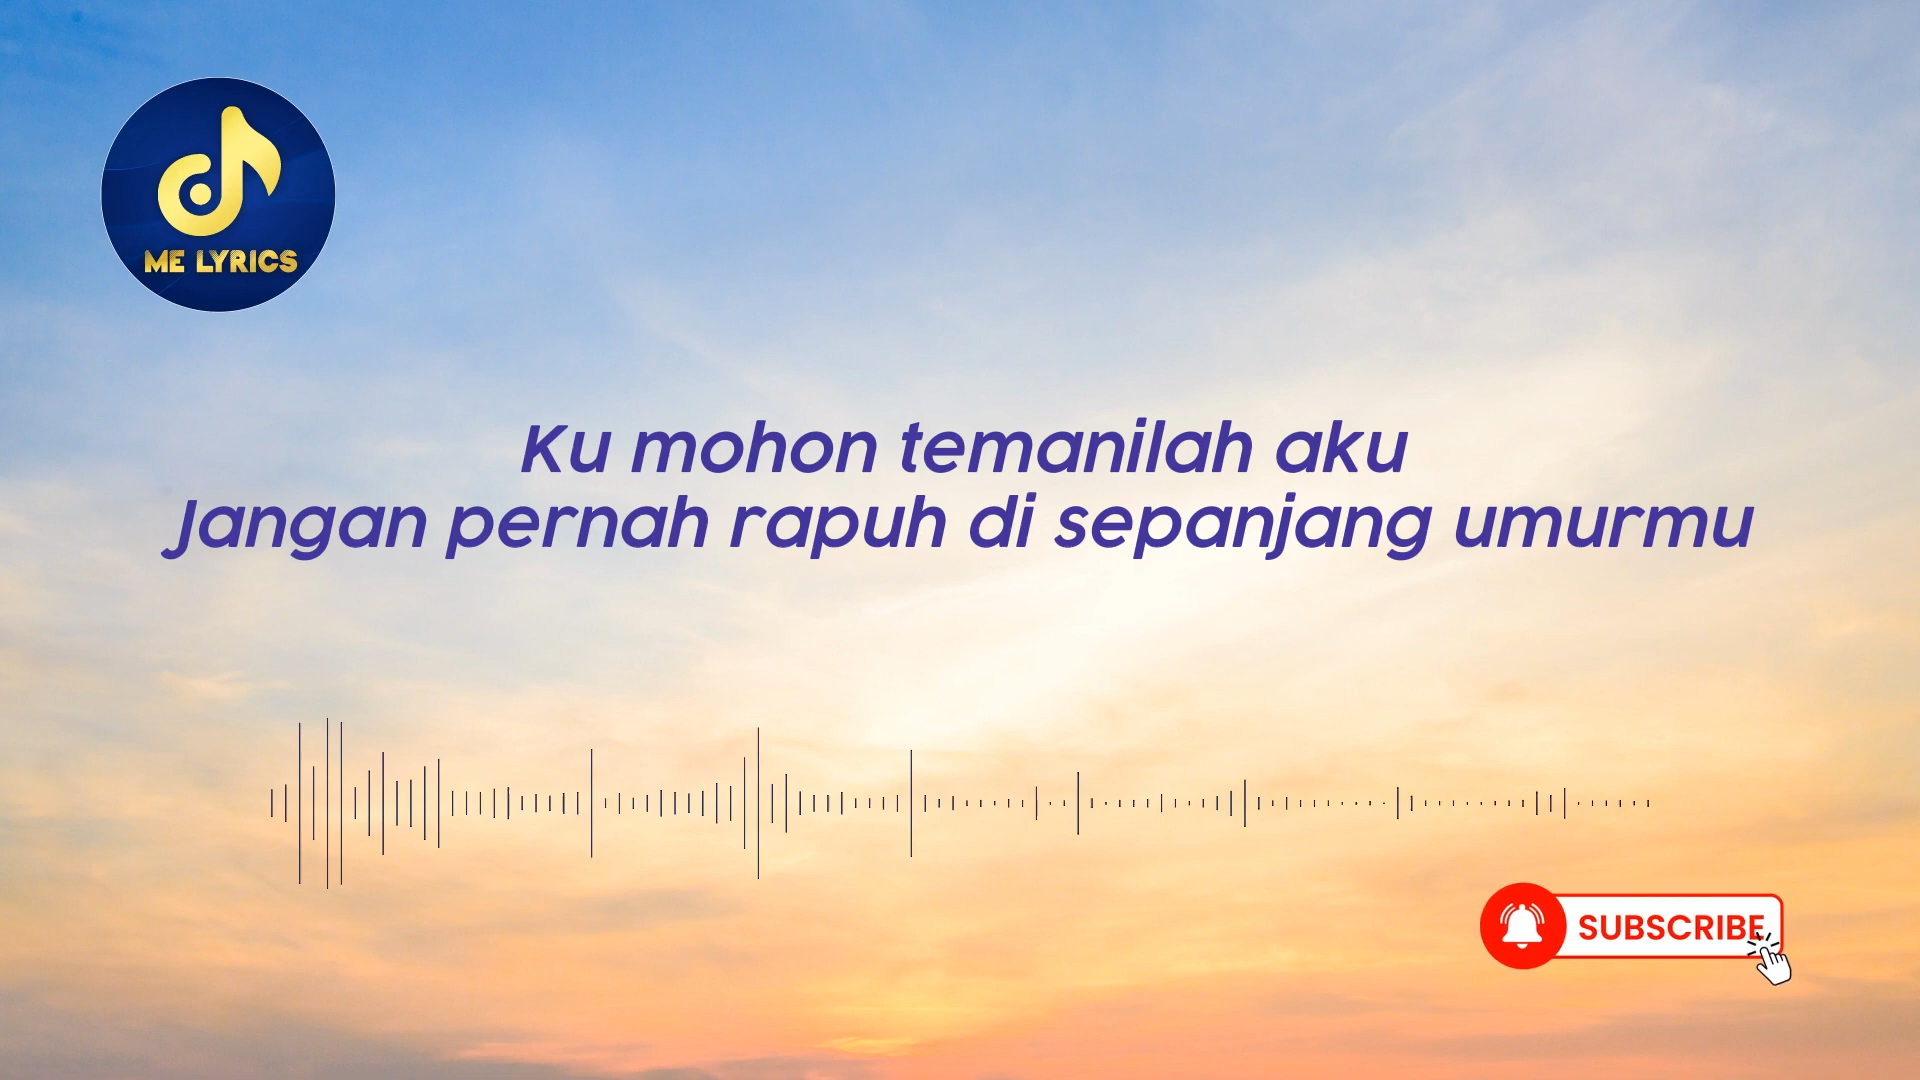 ME LYRICS
Ku mohon temanilah aku
Jangan pernah rapuh di sepanjang umurmu
SUBSCRIBE